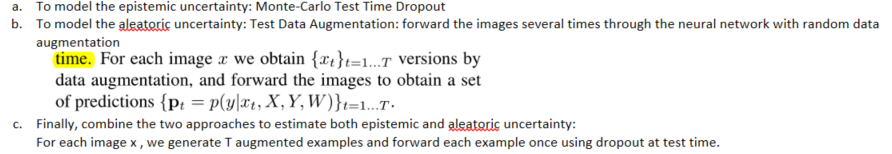 a. To model the epistemic uncertainty: Monte-Carlo Test Time Dropout
b. To model the aleatoric uncertainty: Test Data Augmentation: forward the images several times through the neural network with random data
augmentation
time. For each image x we obtain {x_t}_{t=1...T} versions by
data augmentation, and forward the images to obtain a set
of predictions {p_t = p(y|x_t, X, Y, W)}_{t=1...T}.
c. Finally, combine the two approaches to estimate both epistemic and aleatoric uncertainty:
For each image x , we generate T augmented examples and forward each example once using dropout at test time.